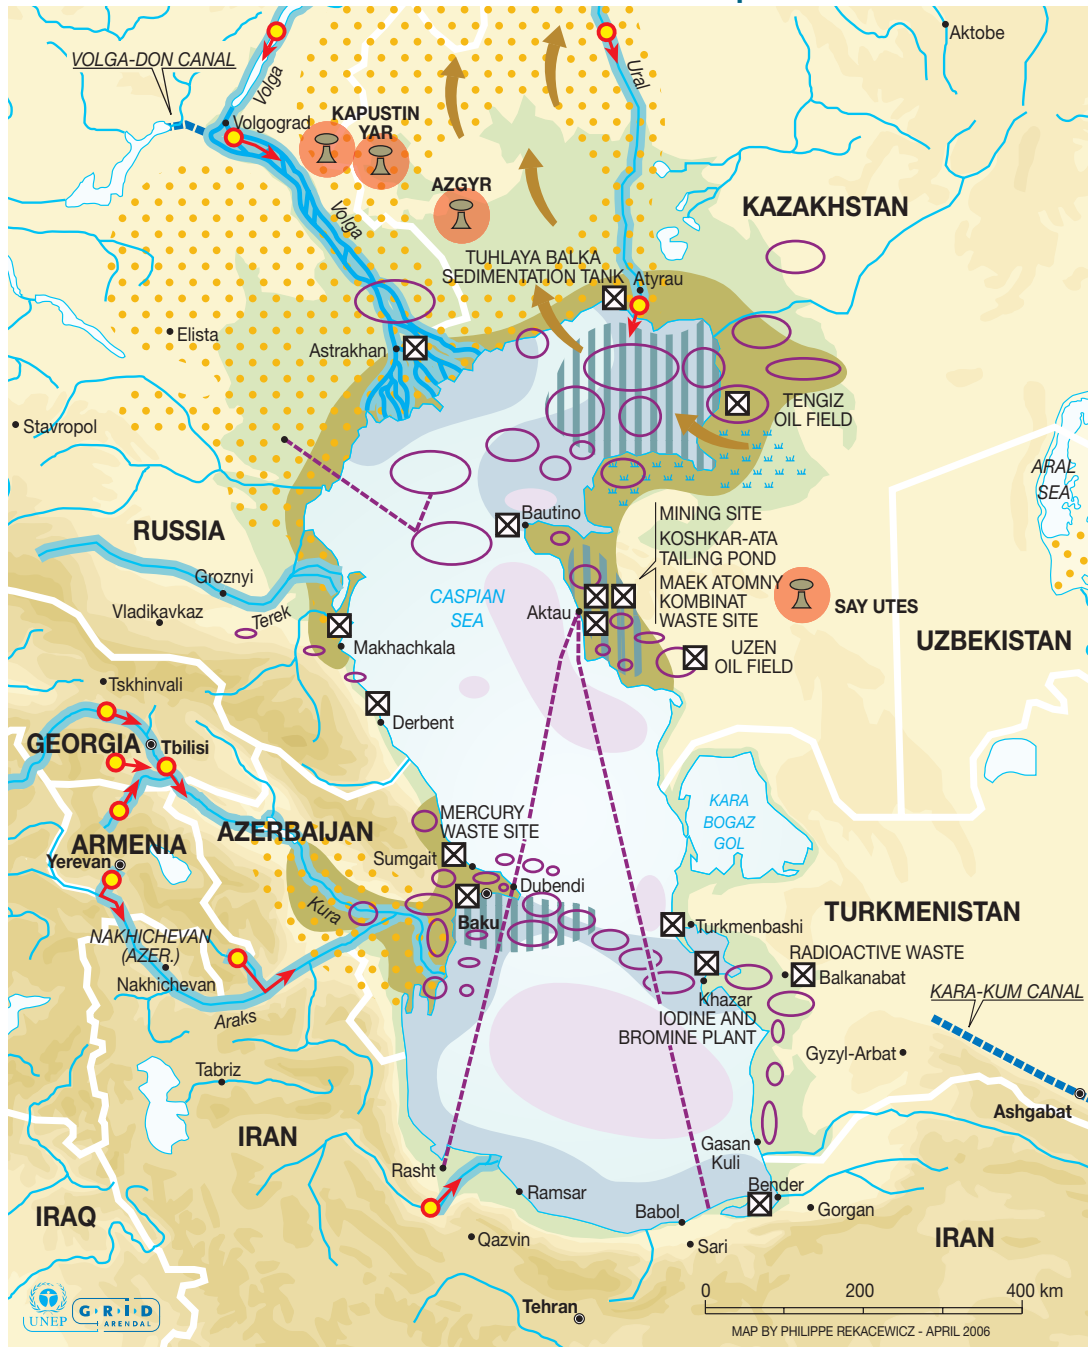 VOLGA-DON CANAL
Volga
Ural
Aktobe
Volgograd
KAPUSTIN
YAR
AZGYR
Volga
KAZAKHSTAN
TUHLAYA BALKA
SEDIMENTATION TANK
Atyrau
Elista
Astrakhan
TENGIZ
OIL FIELD
Stavropol
ARAL
SEA
RUSSIA
Bautino
MINING SITE
KOSHKAR-ATA
TAILING POND
MAEK ATOMNY
KOMBINAT
WASTE SITE
SAY UTES
Groznyi
CASPIAN
SEA
Vladikavkaz
Terek
Aktau
Makhachkala
UZEN
OIL FIELD
UZBEKISTAN
Tskhinvali
Derbent
GEORGIA
Tbilisi
KARA
BOGAZ
GOL
MERCURY
WASTE SITE
ARMENIA
AZERBAIJAN
Yerevan
Sumgait
Dubendi
Kura
Baku
TURKMENISTAN
Turkmenbashi
NAKHICHEVAN
(AZER.)
Nakhichevan
RADIOACTIVE WASTE
Balkanabat
KARA-KUM CANAL
Khazar
IODINE AND
BROMINE PLANT
Araks
Gyzyl-Arbat
Tabriz
Ashgabat
IRAN
Gasan
Kuli
Rasht
Ramsar
Bender
Babol
Gorgan
IRAQ
Qazvin
Sari
IRAN
0 200 400 km
Tehran
UNEP
GRID
ARENDAL
MAP BY PHILIPPE REKACEWICZ - APRIL 2006